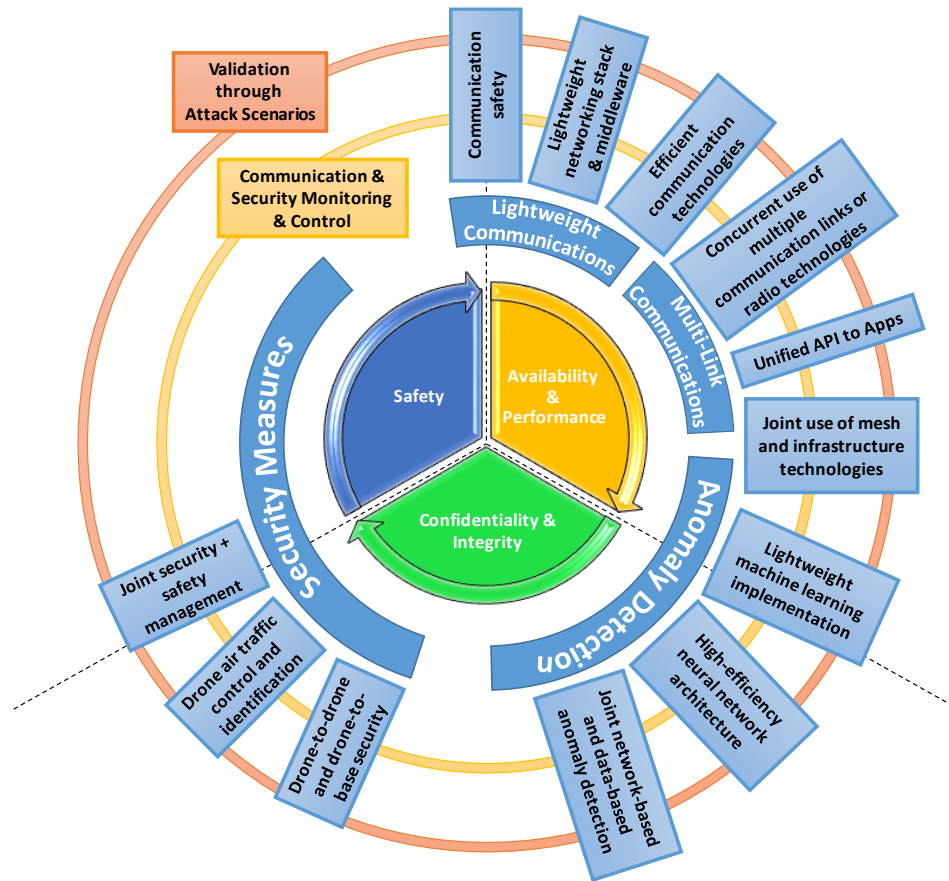 Validation
through
Attack Scenarios
Communication &
Security Monitoring
& Control
Communication
safety
Lightweight
networking stack
& middleware
Efficient
communication
technologies
Concurrent use of
multiple
communication links or
radio technologies
Unified API to Apps
Joint use of mesh
and infrastructure
technologies
Lightweight
machine learning
implementation
High-efficiency
neural network
architecture
Joint network-based
and data-based
anomaly detection
Drone-to-drone
and drone-to-
base security
Drone air traffic
control and
identification
Joint security +
safety
management
Lightweight
Communications
Multi-Link
Communications
Anomaly Detection
Security Measures
Safety
Availability
&
Performance
Confidentiality &
Integrity